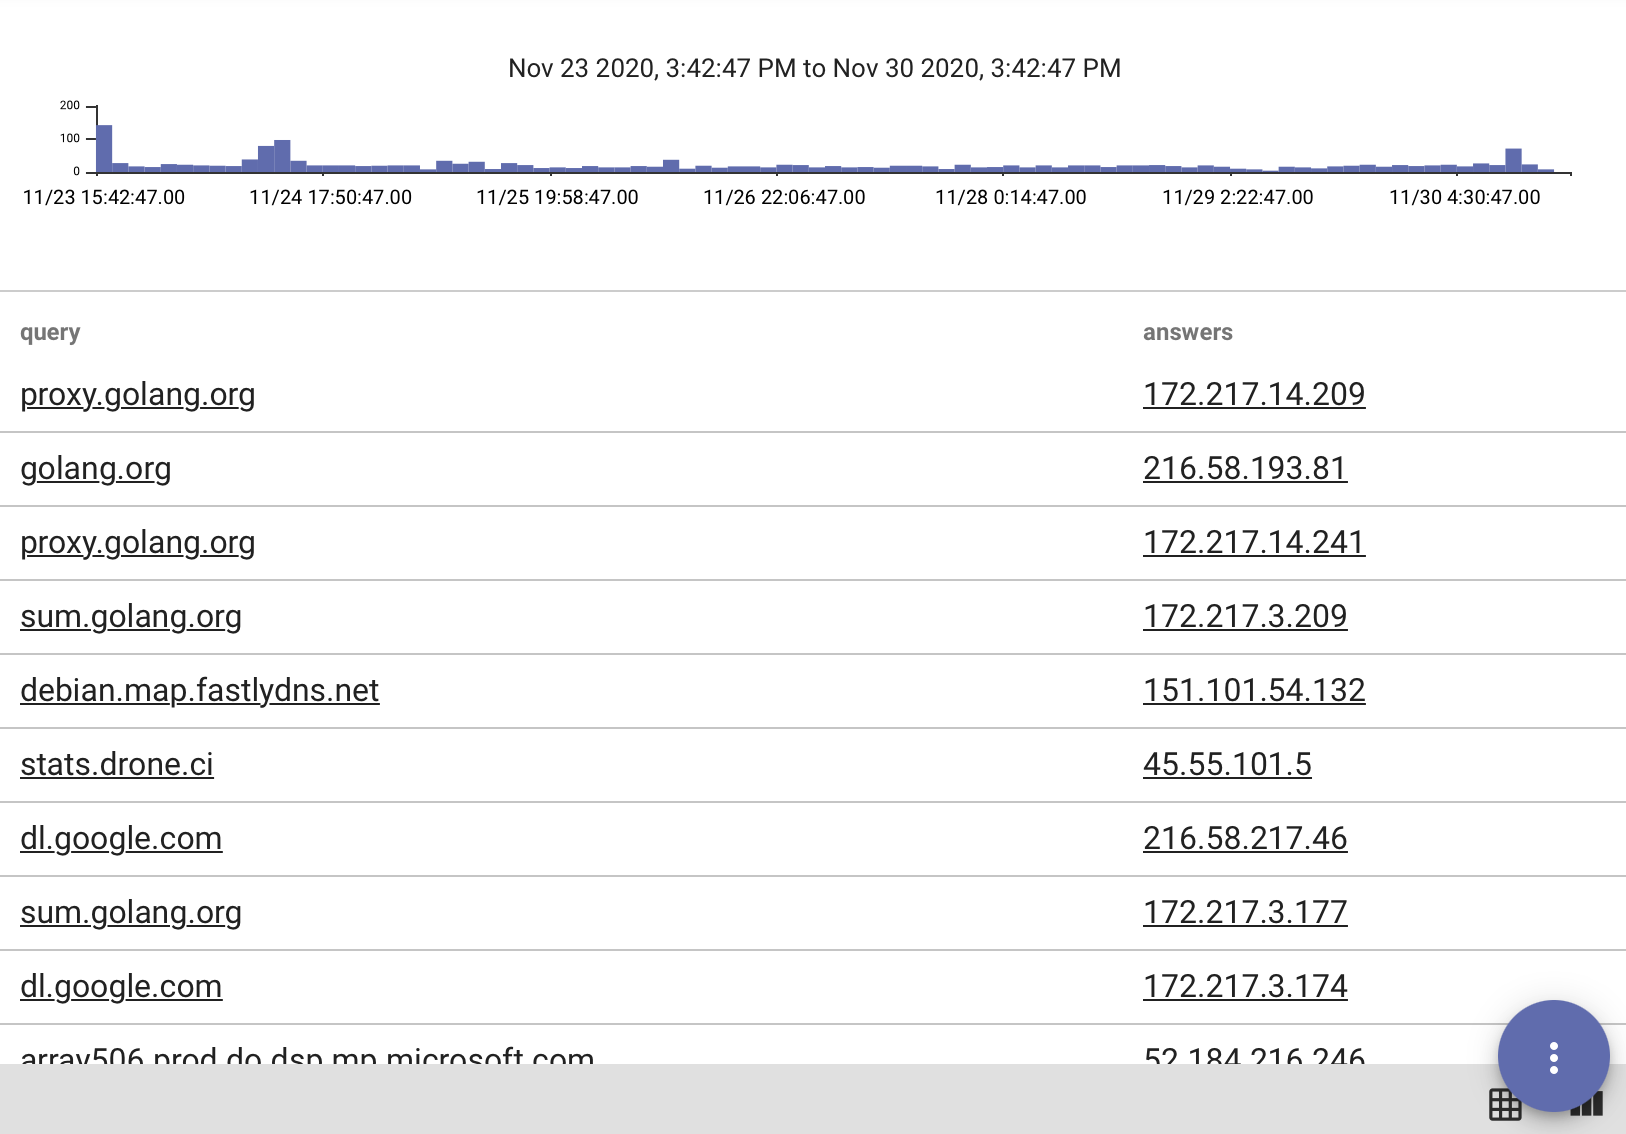 Nov 23 2020, 3:42:47 PM to Nov 30 2020, 3:42:47 PM
200
100
0
11/23 15:42:47.00 11/24 17:50:47.00 11/25 19:58:47.00 11/26 22:06:47.00 11/28 0:14:47.00 11/29 2:22:47.00 11/30 4:30:47.00
query answers
proxy.golang.org 172.217.14.209
golang.org 216.58.193.81
proxy.golang.org 172.217.14.241
sum.golang.org 172.217.3.209
debian.map.fastlydns.net 151.101.54.132
stats.drone.ci 45.55.101.5
dl.google.com 216.58.217.46
sum.golang.org 172.217.3.177
dl.google.com 172.217.3.174
array506.prod.do.dsp.mp.microsoft.com 52.184.216.246